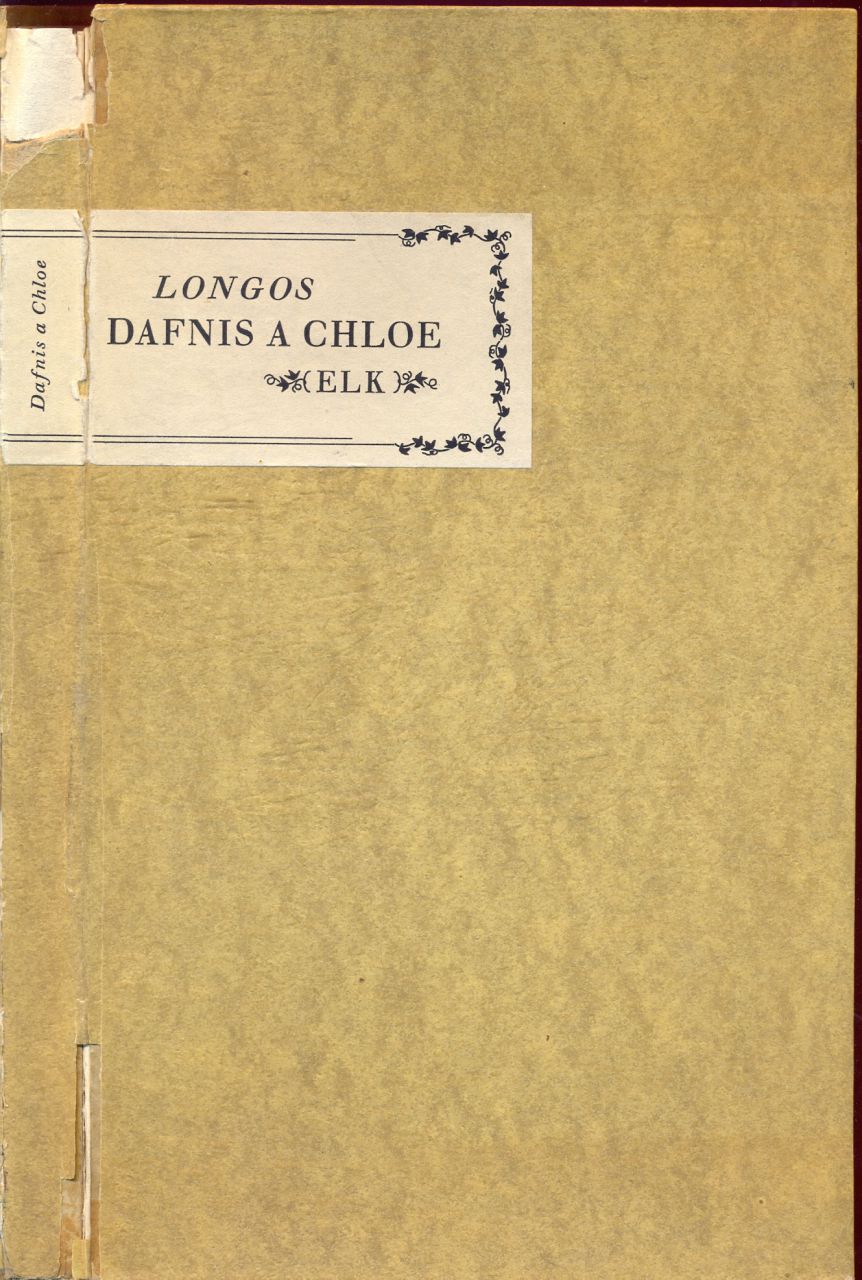 Dafnis a Chloe
LONGOS
DAFNIS A CHLOE
(ELK)